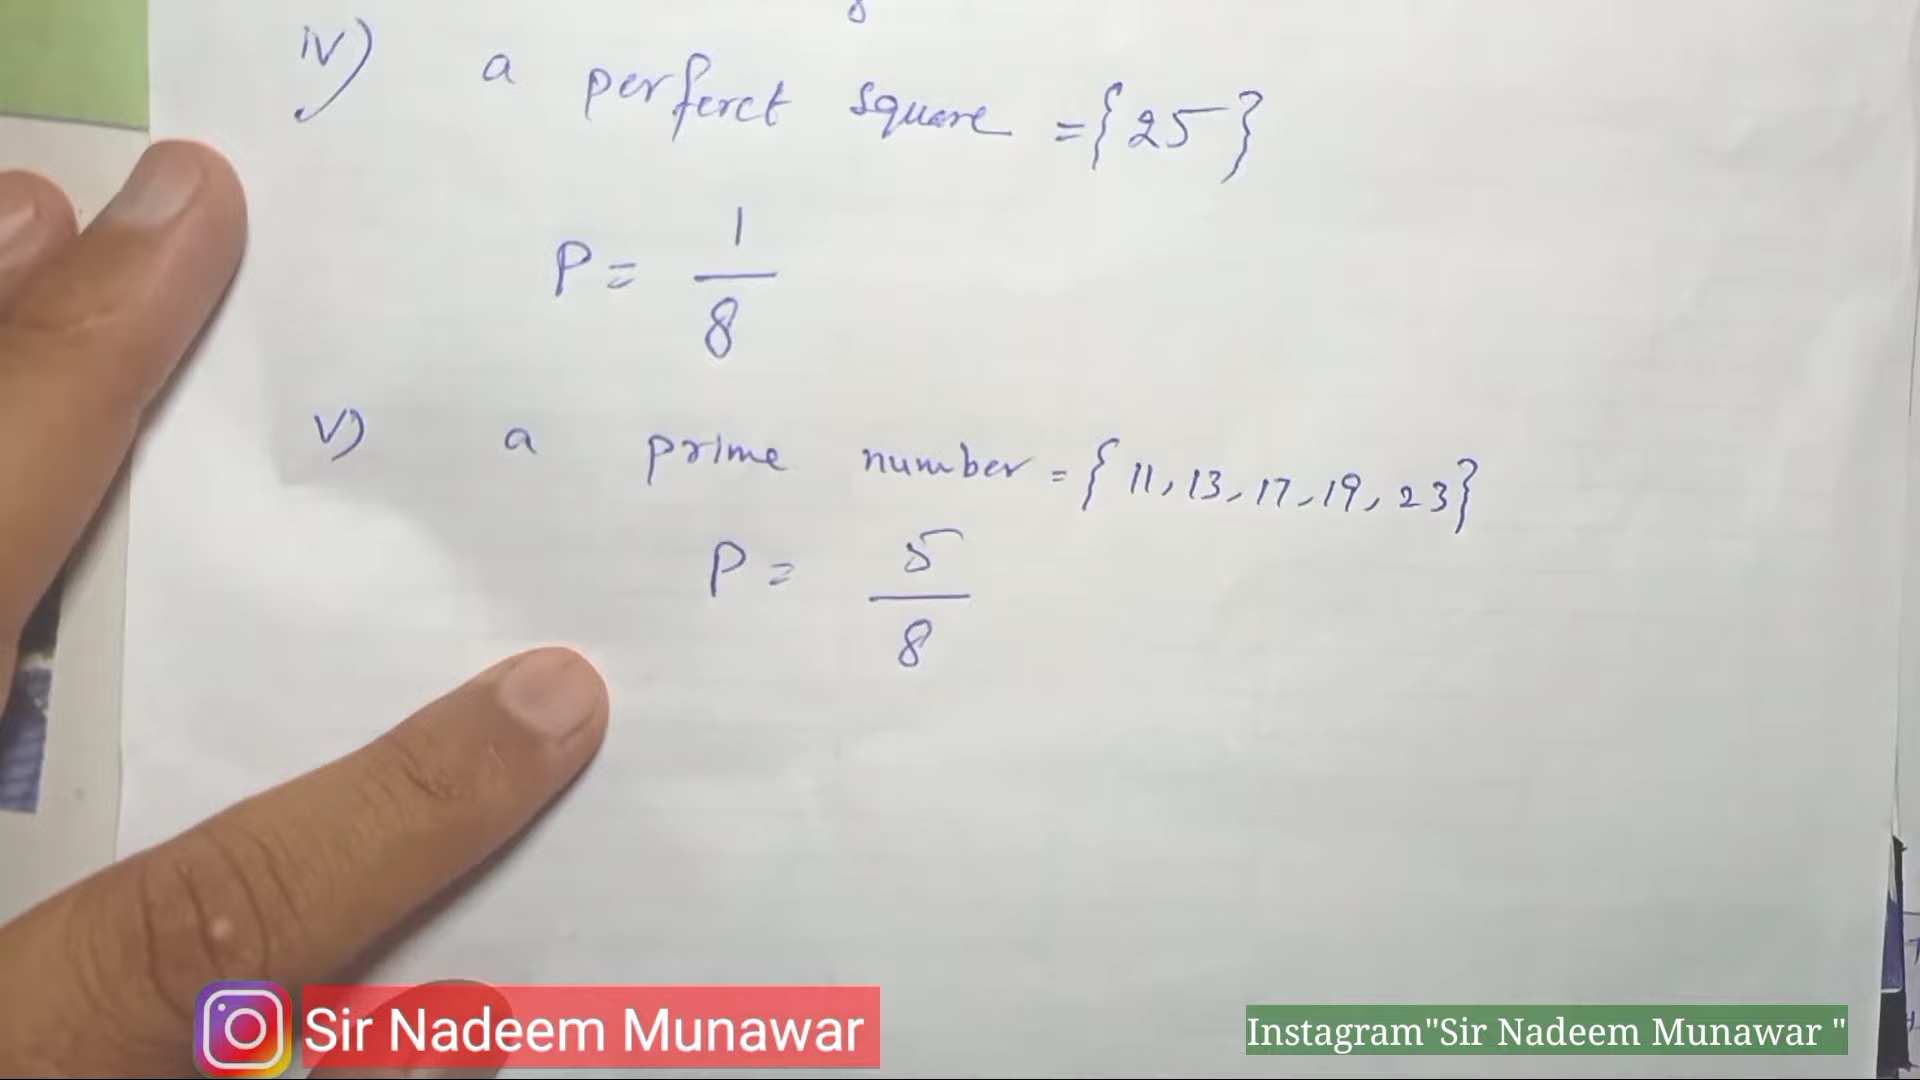 8
iv) a perferct square = {25}
P = 1/8
v) a prime number = {11, 13, 17, 19, 23}
P = 5/8
Sir Nadeem Munawar
Instagram"Sir Nadeem Munawar "